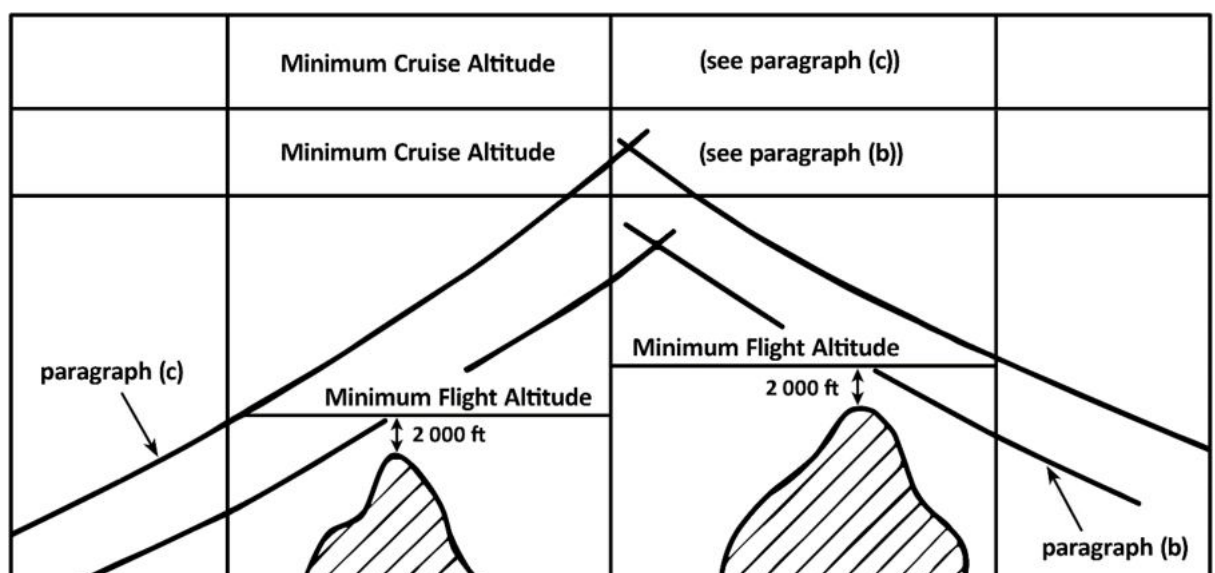 Minimum Cruise Altitude
(see paragraph (c))
Minimum Cruise Altitude
(see paragraph (b))
Minimum Flight Altitude
2 000 ft
paragraph (c)
Minimum Flight Altitude
2 000 ft
paragraph (b)